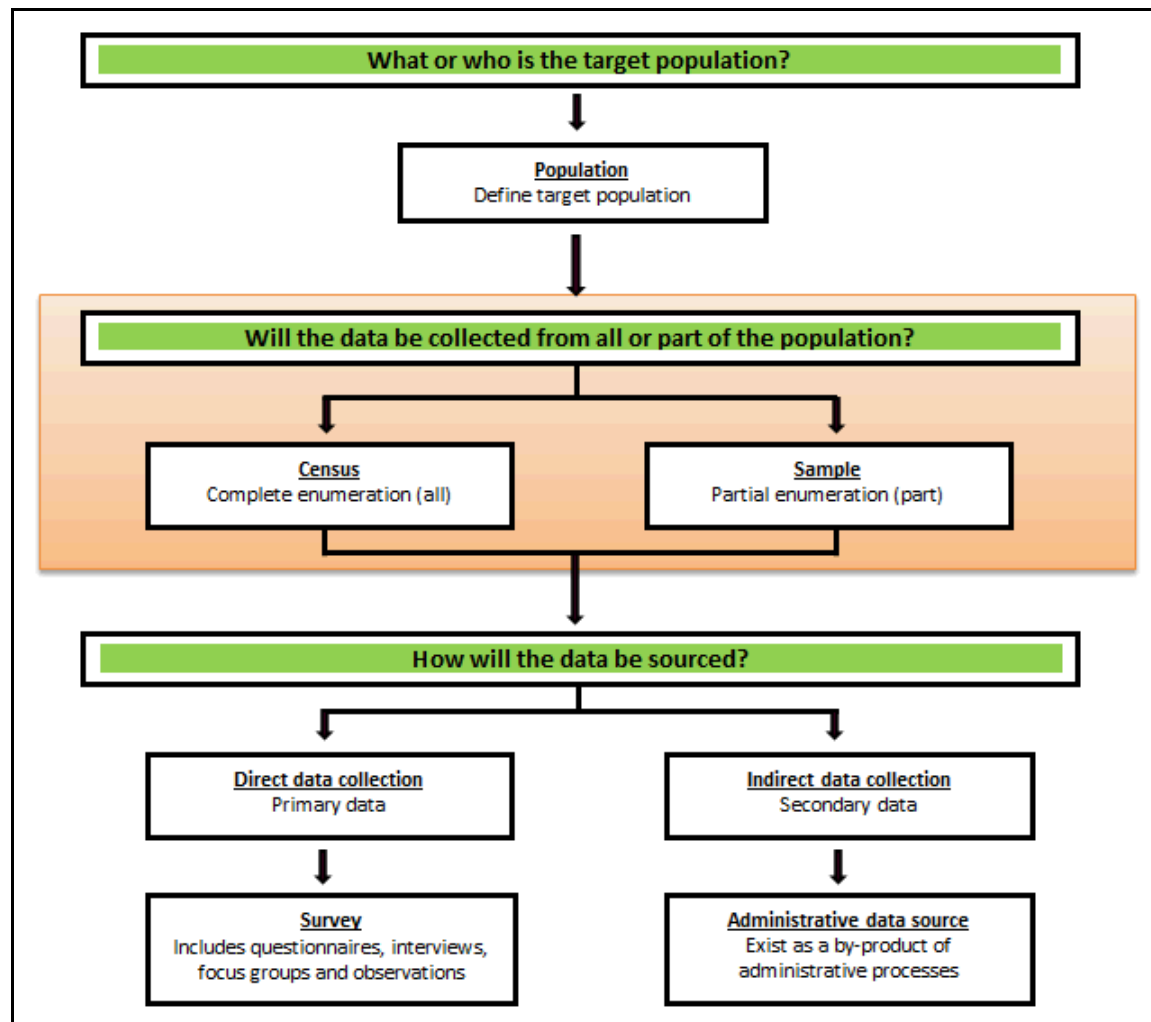 What or who is the target population?
Population
Define target population
Will the data be collected from all or part of the population?
Census
Complete enumeration (all)
Sample
Partial enumeration (part)
How will the data be sourced?
Direct data collection
Primary data
Indirect data collection
Secondary data
Survey
Includes questionnaires, interviews,
focus groups and observations
Administrative data source
Exist as a by-product of
administrative processes